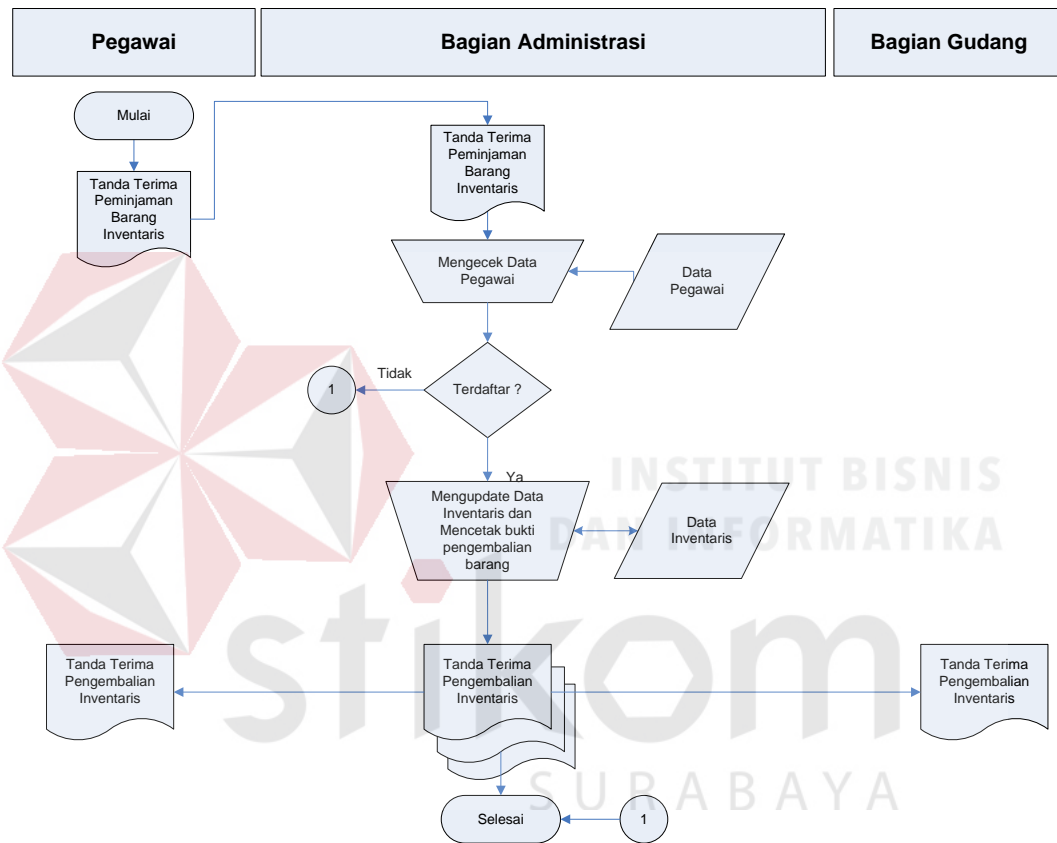 Pegawai
Bagian Administrasi
Bagian Gudang
Mulai
Tanda Terima
Peminjaman
Barang
Inventaris
Tanda Terima
Peminjaman
Barang
Inventaris
Mengecek Data
Pegawai
Data
Pegawai
Tidak
1
Terdaftar ?
Ya
INSTITUT BISNIS
DAN INFORMATIKA
Mengupdate Data
Inventaris dan
Mencetak bukti
pengembalian
barang
Data
Inventaris
stikom
SURABAYA
Tanda Terima
Pengembalian
Inventaris
Tanda Terima
Pengembalian
Inventaris
Tanda Terima
Pengembalian
Inventaris
Selesai
1